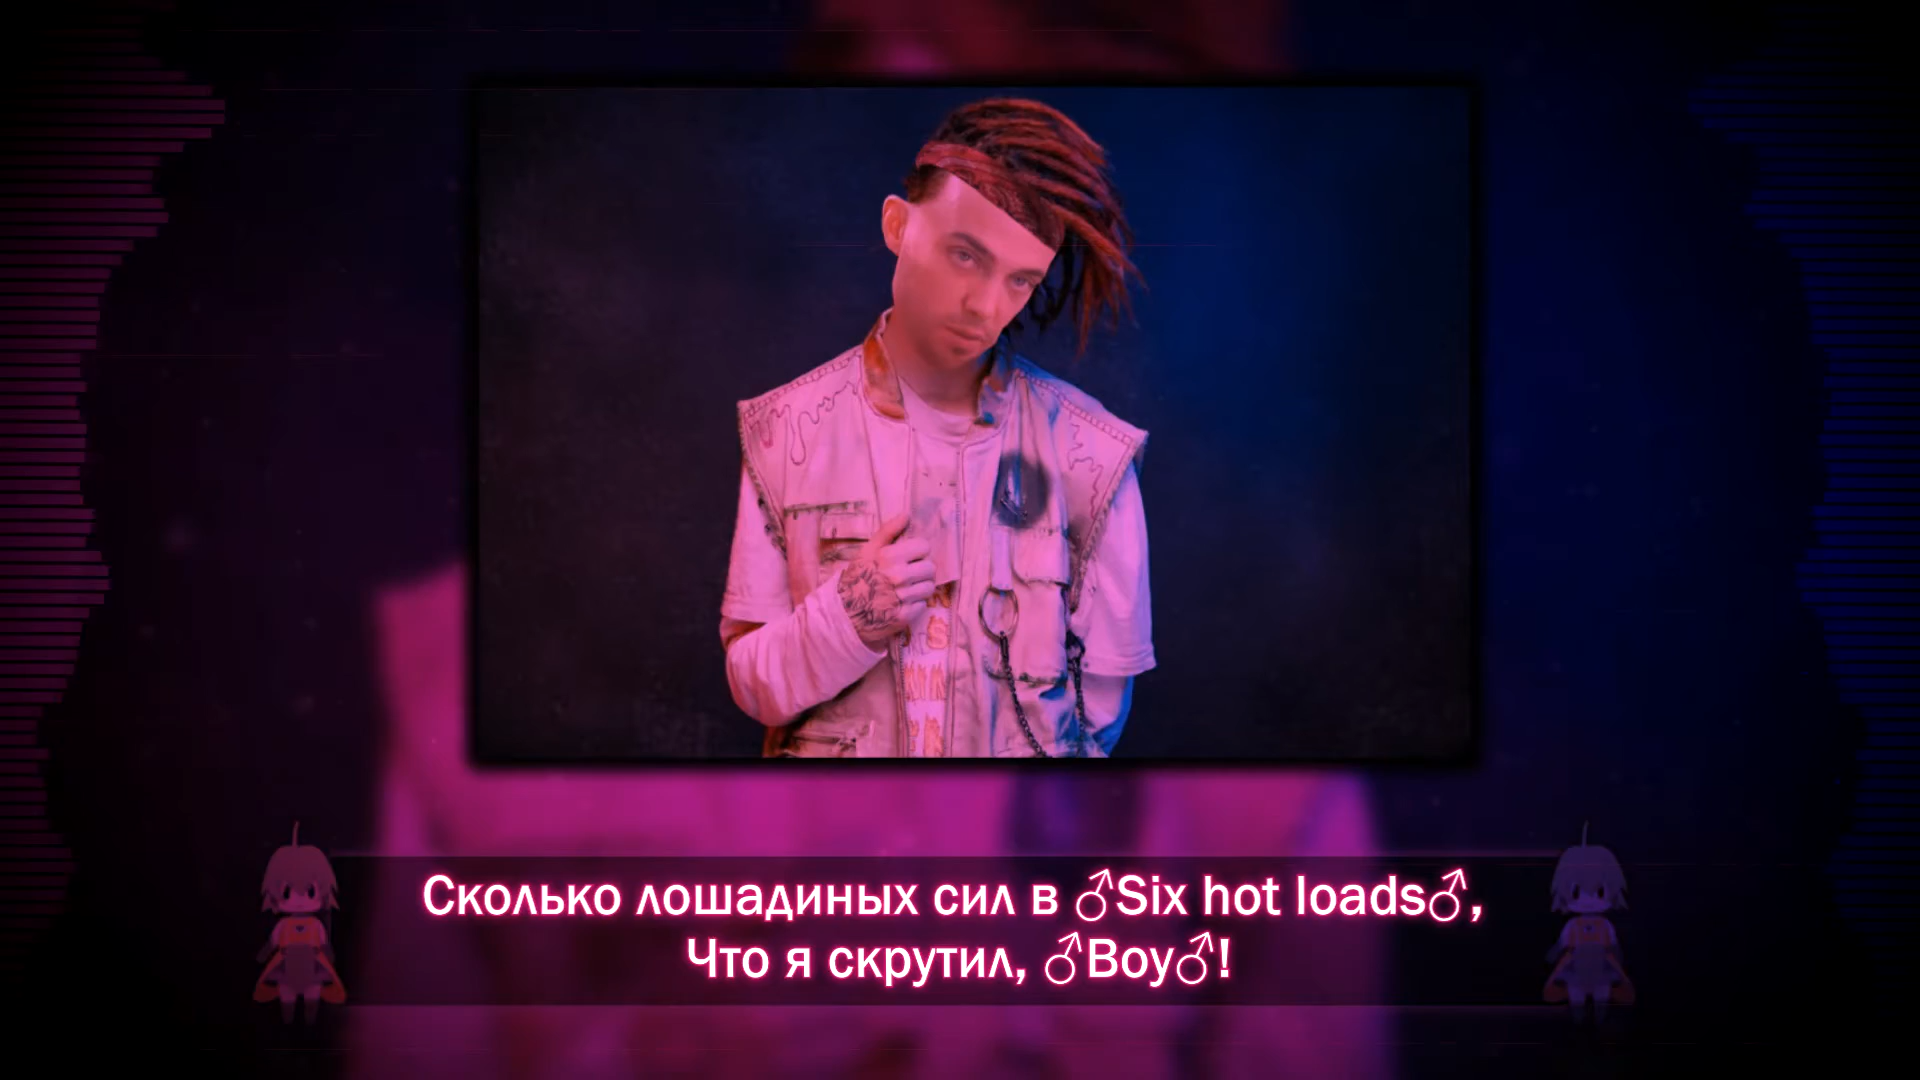 Сколько лошадиных сил в ♂Six hot loads♂,
Что я скрутил, ♂Boy♂!